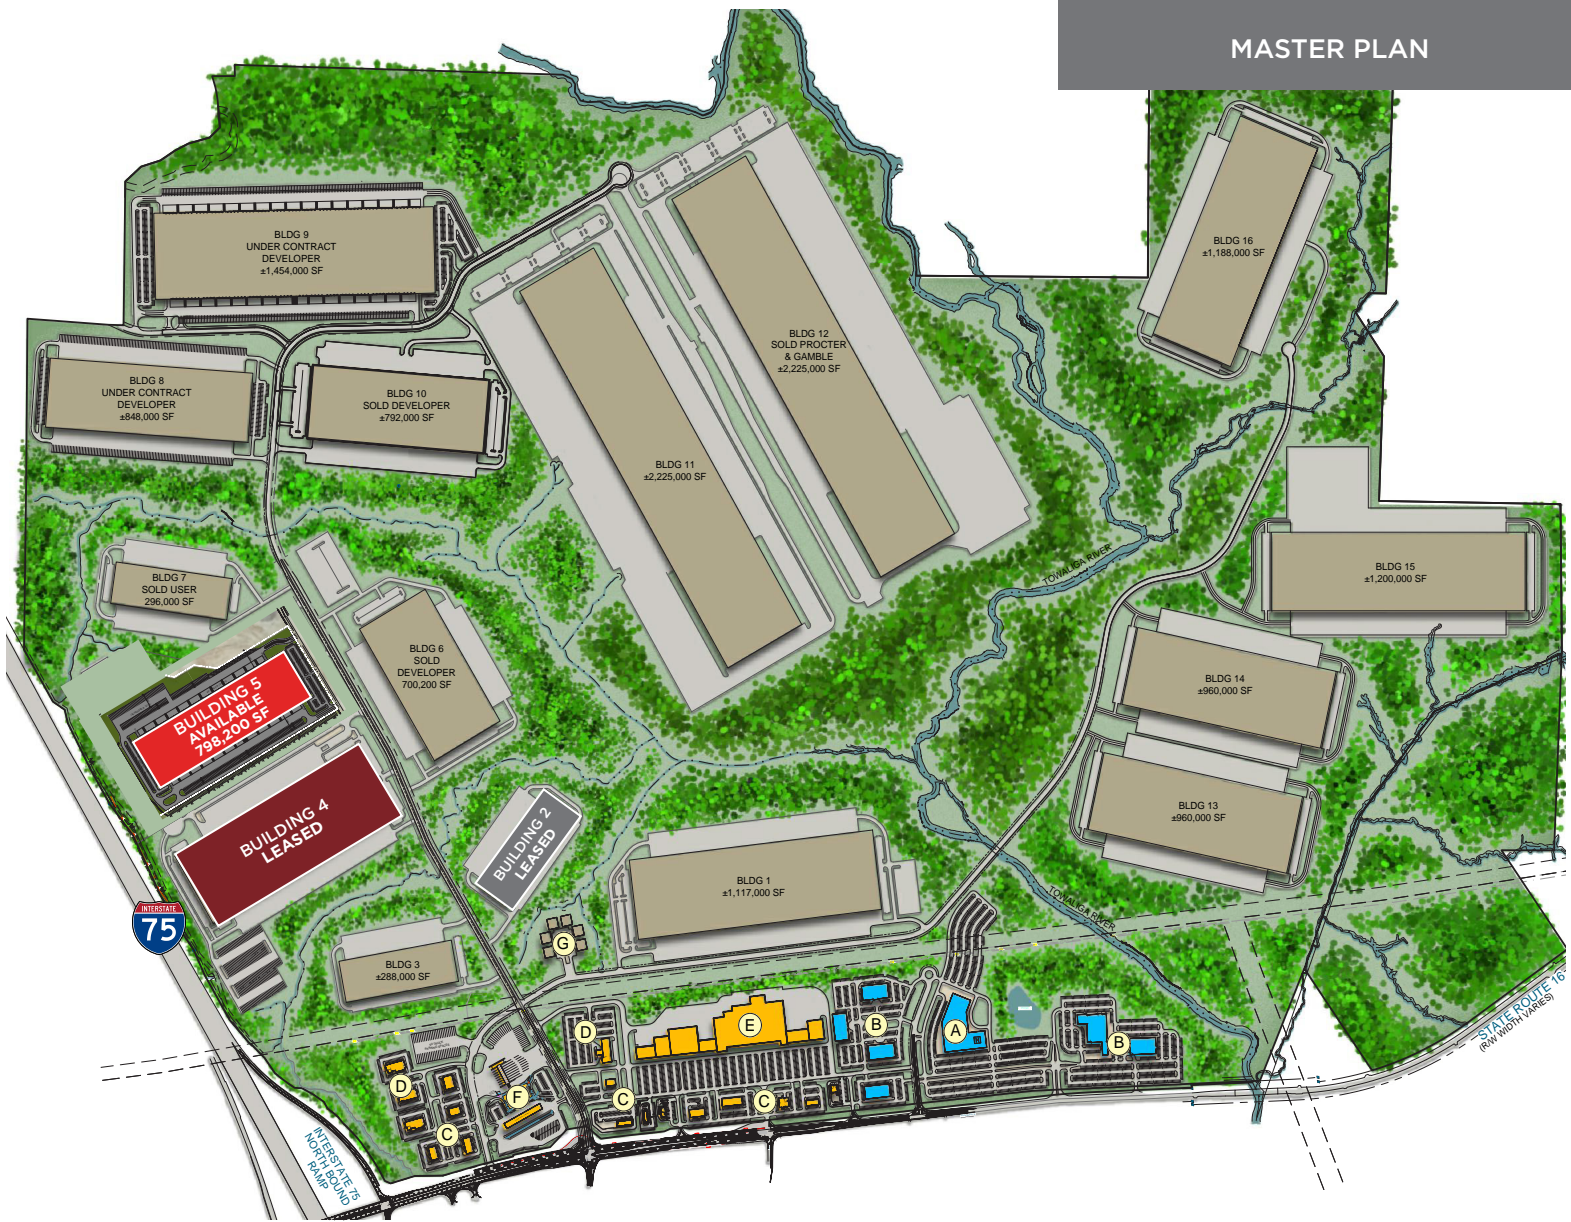 MASTER PLAN
BLDG 9
UNDER CONTRACT
DEVELOPER
±1,454,000 SF
BLDG 16
±1,188,000 SF
BLDG 12
SOLD PROCTER
& GAMBLE
±2,225,000 SF
BLDG 8
UNDER CONTRACT
DEVELOPER
±848,000 SF
BLDG 10
SOLD DEVELOPER
±792,000 SF
BLDG 11
±2,225,000 SF
TOWALIGA RIVER
BLDG 15
±1,200,000 SF
BLDG 7
SOLD USER
296,000 SF
BLDG 6
SOLD
DEVELOPER
700,200 SF
BLDG 14
±960,000 SF
BUILDING 5
AVAILABLE
798,200 SF
BLDG 13
±960,000 SF
BUILDING 4
LEASED
BUILDING 2
LEASED
BLDG 1
±1,117,000 SF
TOWALIGA RIVER
INTERSTATE
75
G
BLDG 3
±288,000 SF
STATE ROUTE 16
(R/W WIDTH VARIES)
D
E
B
A
B
D
F
C
C
C
INTERSTATE 75
NORTH BOUND
RAMP